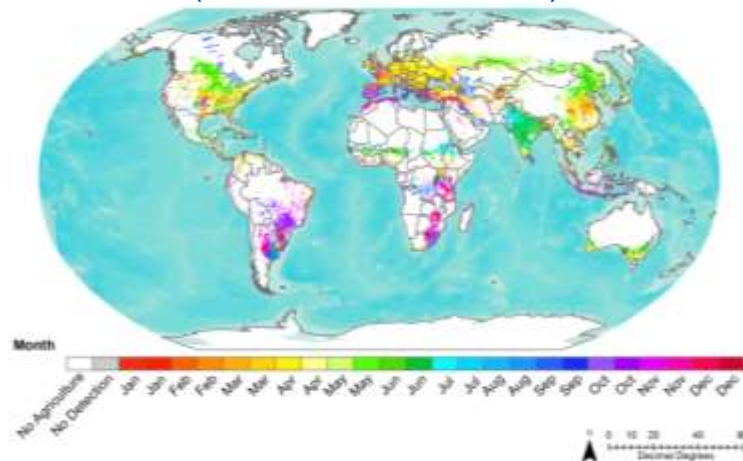 Month
No Agriculture No Detection Jan Jan Feb Feb Mar Mar Apr Apr May May Jun Jun Jul Jul Aug Aug Sep Sep Oct Oct Nov Nov Dec Dec
0 10 20 40
Decimal Degrees